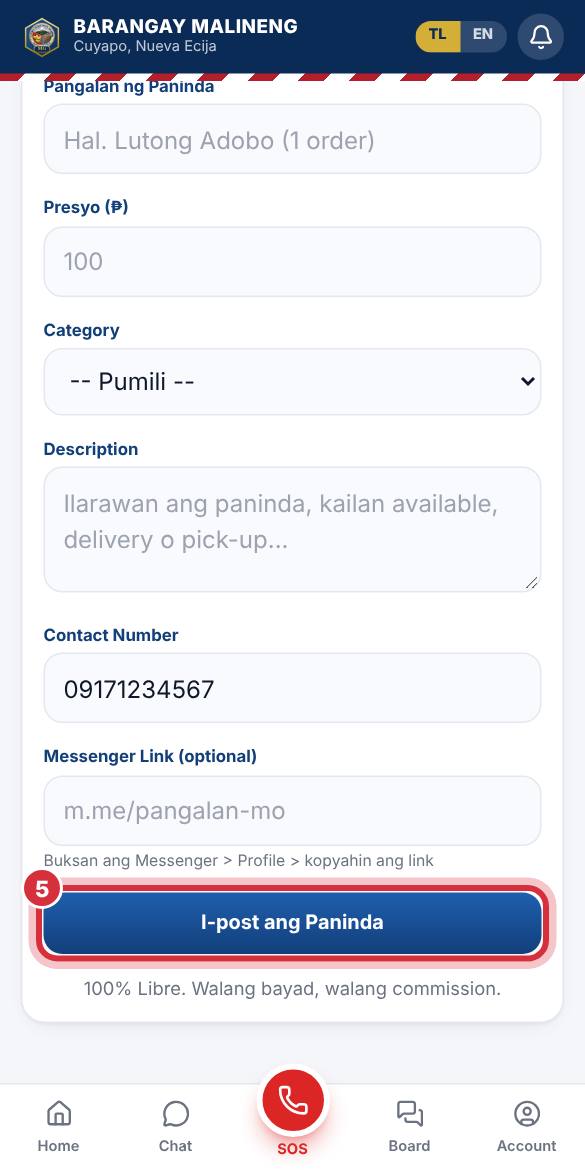 BARANGAY MALINENG
Cuyapo, Nueva Ecija
TL EN
Pangalan ng Paninda
Hal. Lutong Adobo (1 order)
Presyo (₱)
100
Category
-- Pumili --
Description
Ilarawan ang paninda, kailan available,
delivery o pick-up...
Contact Number
09171234567
Messenger Link (optional)
m.me/pangalan-mo
Buksan ang Messenger > Profile > kopyahin ang link
5
I-post ang Paninda
100% Libre. Walang bayad, walang commission.
Home Chat SOS Board Account